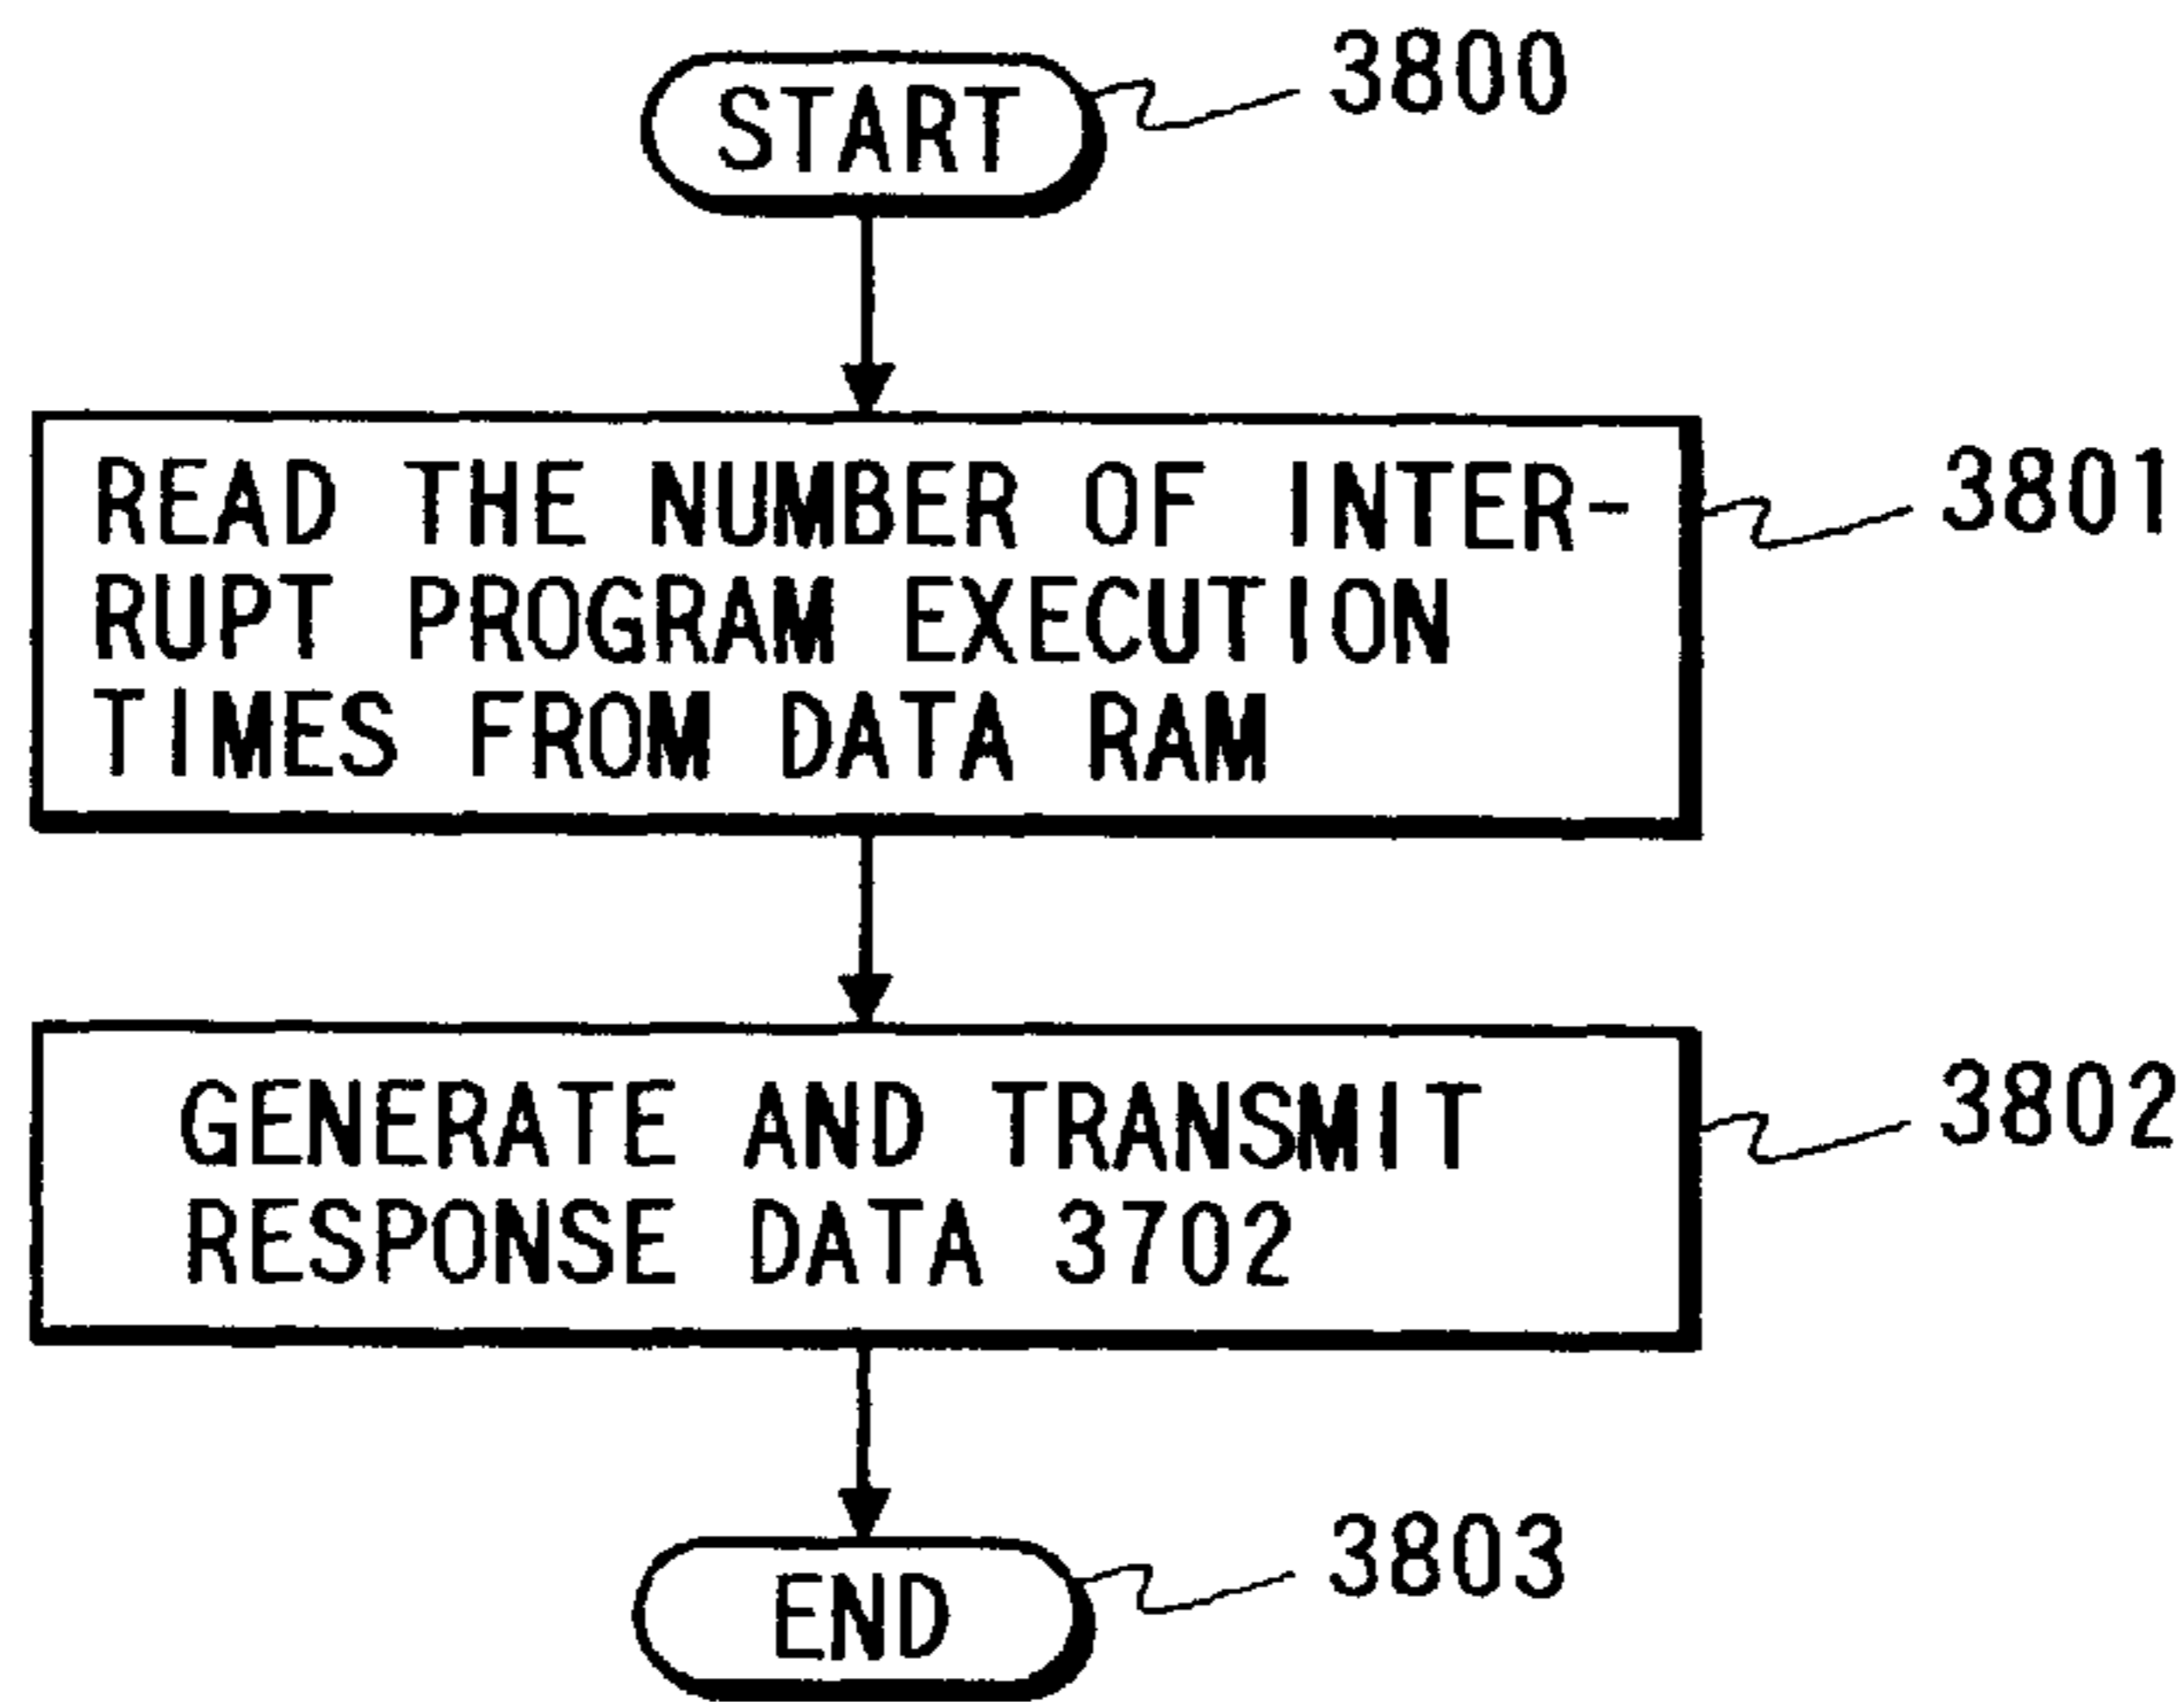 START
3800
READ THE NUMBER OF INTER-
3801
RUPT PROGRAM EXECUTION
TIMES FROM DATA RAM
GENERATE AND TRANSMIT
3802
RESPONSE DATA 3702
END
3803